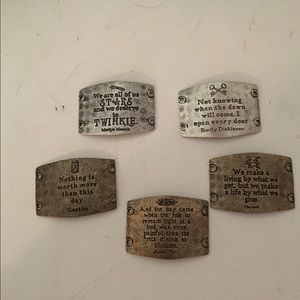 We are all of us
STARS
and we deserve
to
TWINKLE.
Marilyn Monroe
Not knowing
when the dawn
will come, I
open every door
Emily Dickinson
Nothing is
worth more
than this
day.
Goethe
We make a
living by what we
get, but we make
a life by what we
give.
Churchill
And the day came
when the risk to
remain tight in a
bud was more
painful than the
risk it took to
blossom.